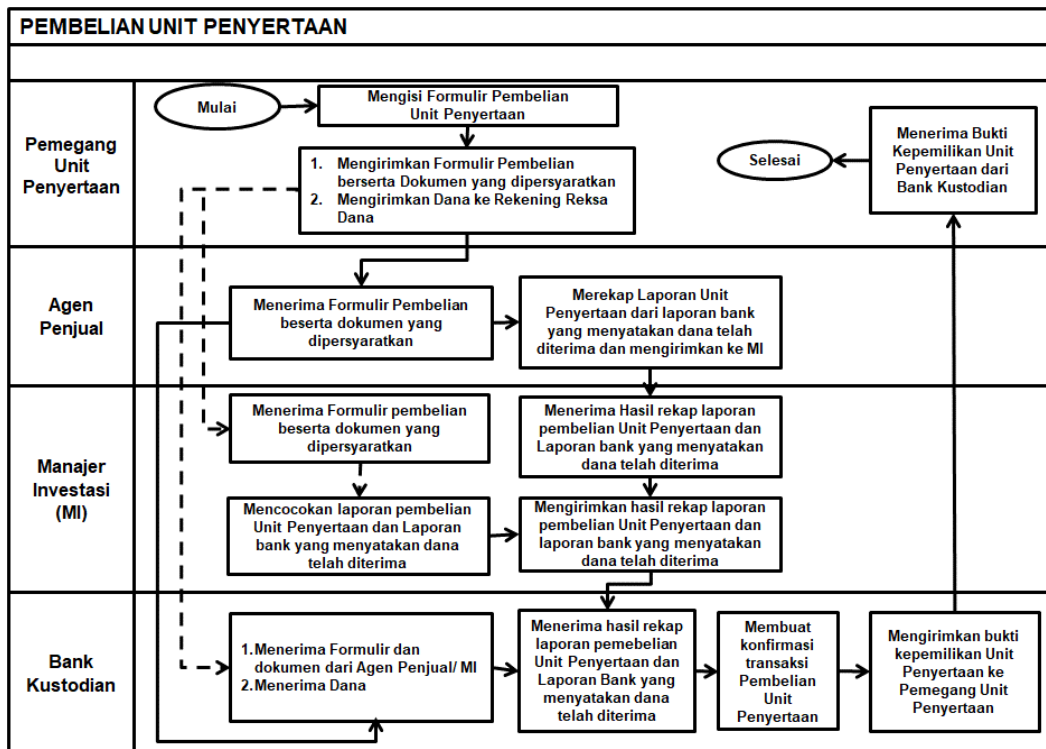 PEMBELIAN UNIT PENYERTAAN
Pemegang
Unit
Penyertaan
Mulai
Mengisi Formulir Pembelian
Unit Penyertaan
1. Mengirimkan Formulir Pembelian
berserta Dokumen yang dipersyaratkan
2. Mengirimkan Dana ke Rekening Reksa
Dana
Selesai
Menerima Bukti
Kepemilikan Unit
Penyertaan dari
Bank Kustodian
Agen
Penjual
Menerima Formulir Pembelian
beserta dokumen yang
dipersyaratkan
Merekap Laporan Unit
Penyertaan dari laporan bank
yang menyatakan dana telah
diterima dan mengirimkan ke MI
Manajer
Investasi
(MI)
Menerima Formulir pembelian
beserta dokumen yang
dipersyaratkan
Menerima Hasil rekap laporan
pembelian Unit Penyertaan dan
Laporan bank yang menyatakan
dana telah diterima
Mencocokan laporan pembelian
Unit Penyertaan dan Laporan
bank yang menyatakan dana
telah diterima
Mengirimkan hasil rekap laporan
pembelian Unit Penyertaan dan
laporan bank yang menyatakan
dana telah diterima
Bank
Kustodian
1.Menerima Formulir dan
dokumen dari Agen Penjual/ MI
2.Menerima Dana
Menerima hasil rekap
laporan pemebelian
Unit Penyertaan dan
Laporan Bank yang
menyatakan dana
telah diterima
Membuat
konfirmasi
transaksi
Pembelian
Unit
Penyertaan
Mengirimkan bukti
kepemilikan Unit
Penyertaan ke
Pemegang Unit
Penyertaan